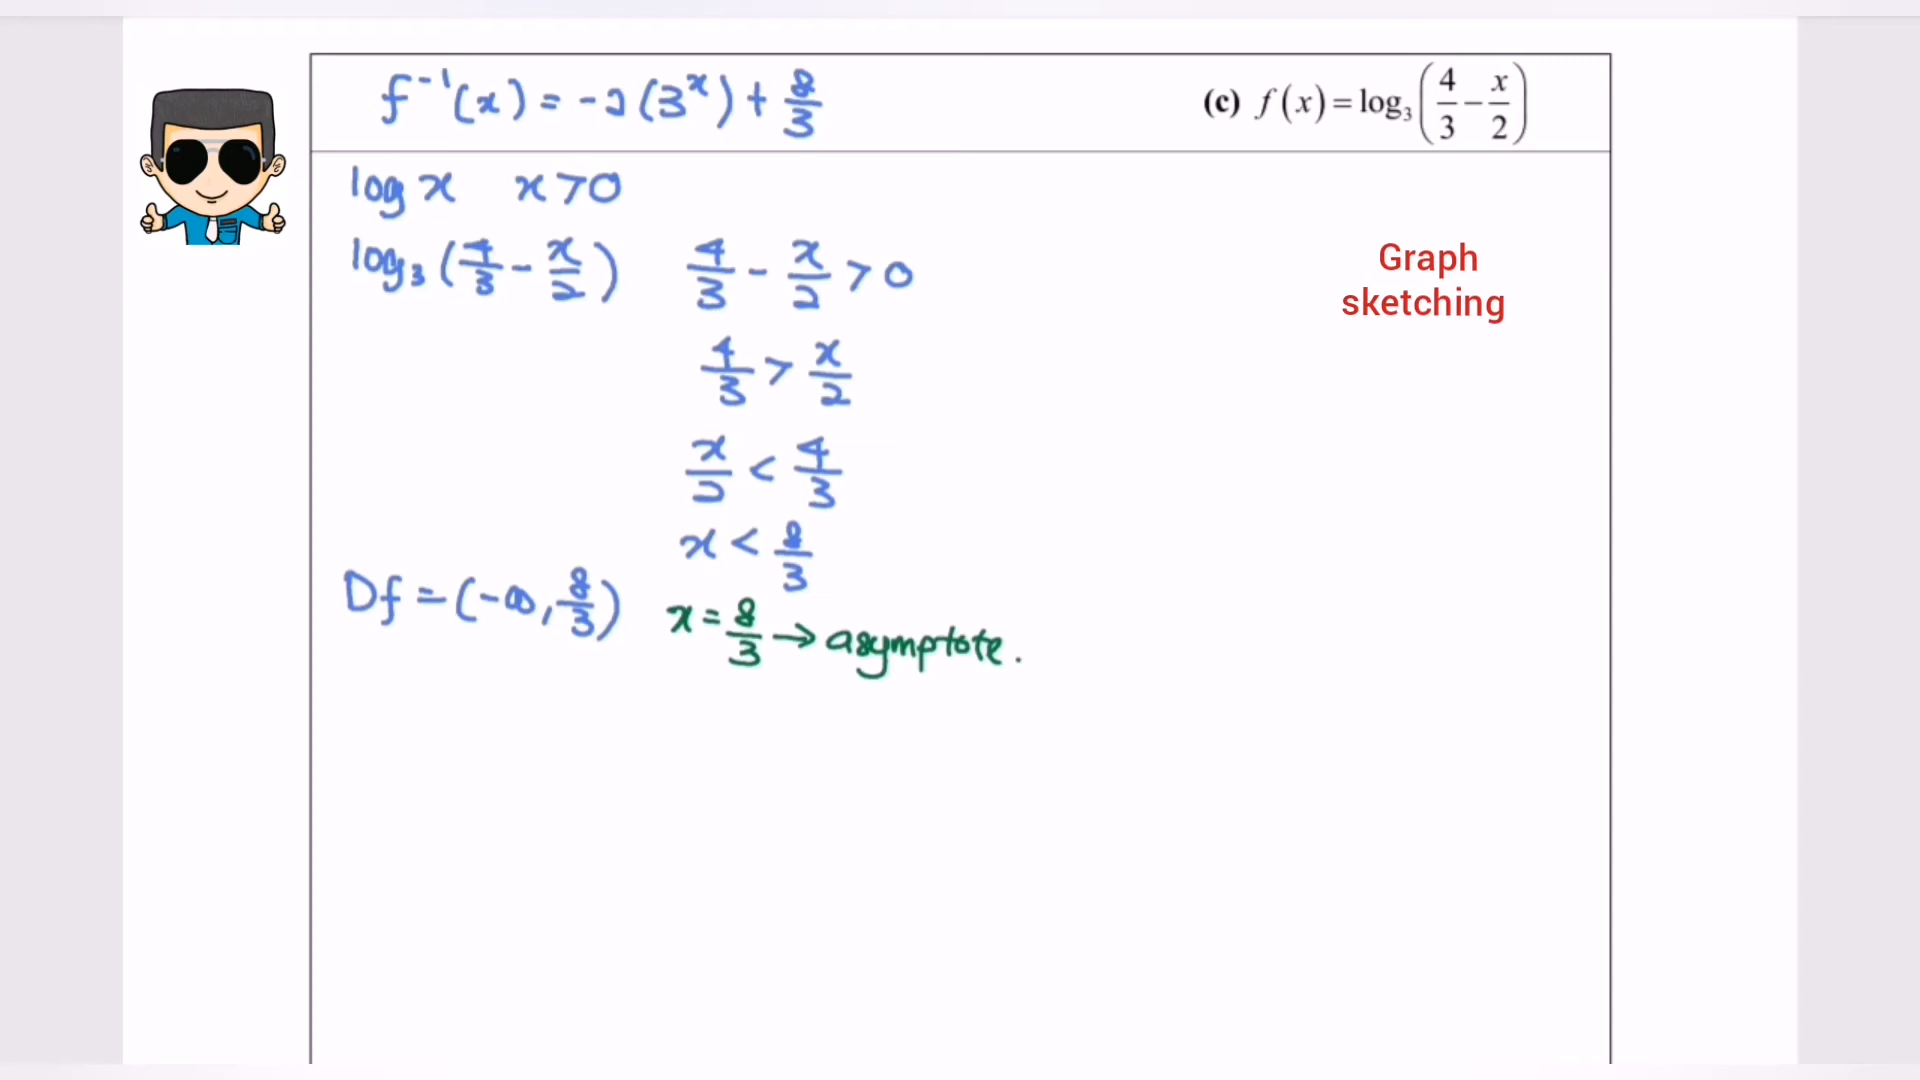 f⁻¹(x) = -2(3ˣ) + 8/3
(c) f(x) = log₃(4/3 − x/2)
log x x > 0
log₃(4/3 - x/2) 4/3 - x/2 > 0
Graph
sketching
4/3 > x/2
x/2 < 4/3
x < 8/3
Df = (-∞, 8/3)
x = 8/3 → asymptote.